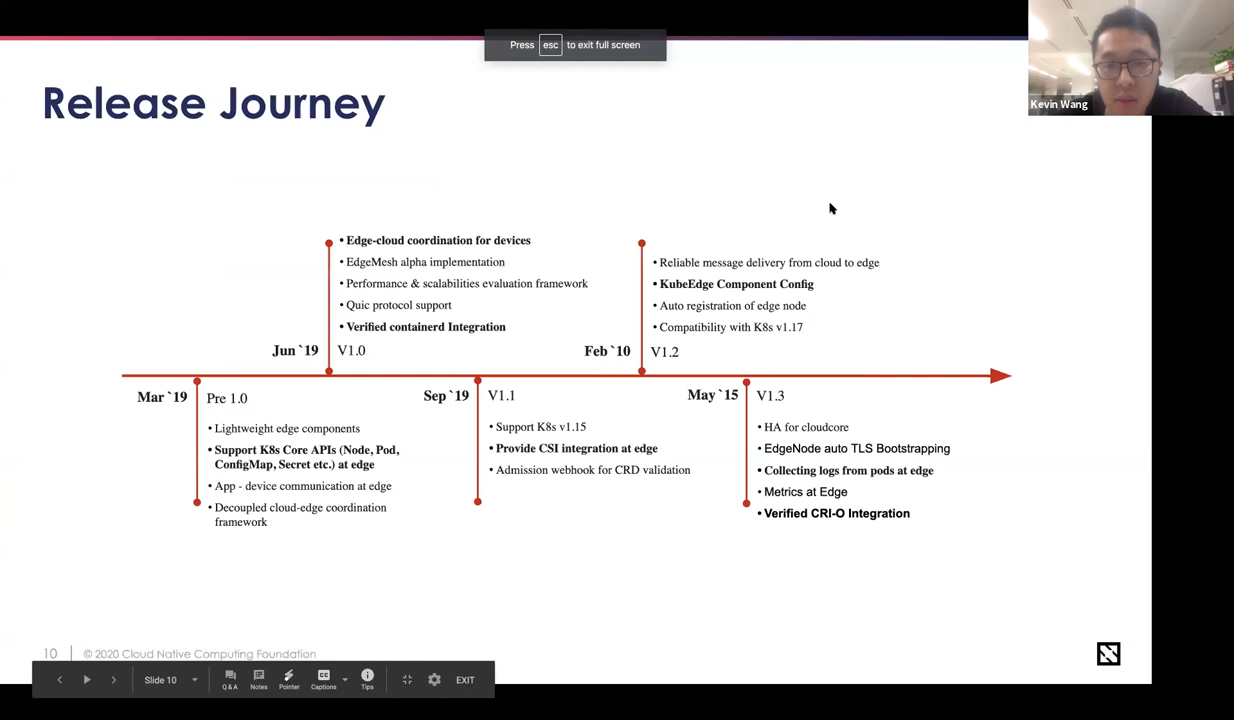 Press esc to exit full screen
Kevin Wang
Release Journey
• Edge-cloud coordination for devices
• EdgeMesh alpha implementation
• Performance & scalabilities evaluation framework
• Quic protocol support
• Verified containerd Integration
Jun `19 V1.0
• Reliable message delivery from cloud to edge
• KubeEdge Component Config
• Auto registration of edge node
• Compatibility with K8s v1.17
Feb `10 V1.2
Mar `19 Pre 1.0
• Lightweight edge components
• Support K8s Core APIs (Node, Pod,
ConfigMap, Secret etc.) at edge
• App - device communication at edge
• Decoupled cloud-edge coordination
framework
Sep `19 V1.1
• Support K8s v1.15
• Provide CSI integration at edge
• Admission webhook for CRD validation
May `15 V1.3
• HA for cloudcore
• EdgeNode auto TLS Bootstrapping
• Collecting logs from pods at edge
• Metrics at Edge
• Verified CRI-O Integration
10 © 2020 Cloud Native Computing Foundation
Slide 10 Q & A Notes Pointer CC Captions Tips EXIT